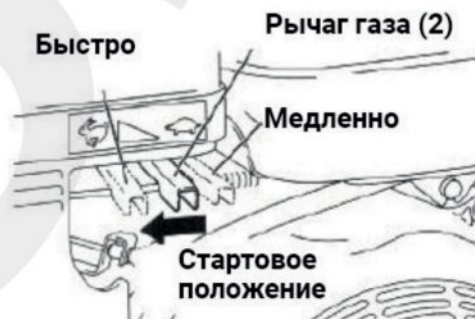 Быстро
Рычаг газа (2)
Медленно
Стартовое
положение